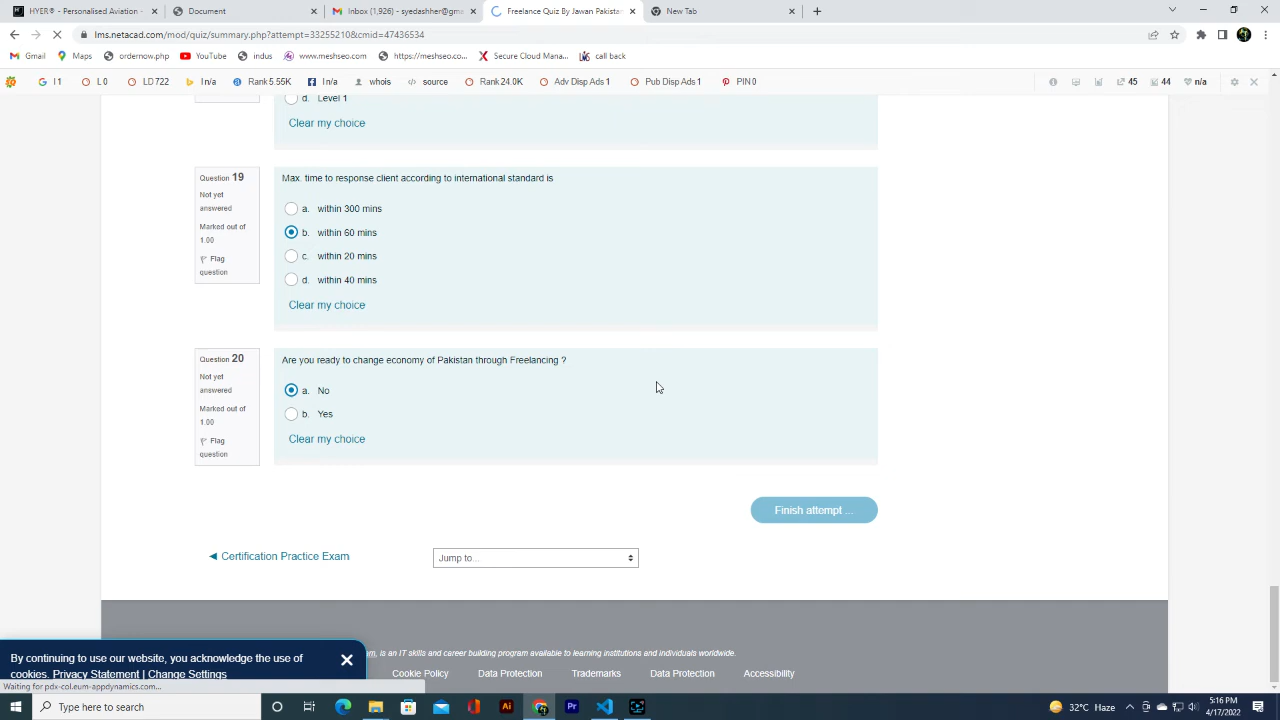 HYER® - Personalised Aviation - Document Inbox (1,926) - syedashher@gma Freelance Quiz By Jawan Pakistan New Tab
lms.netacad.com/mod/quiz/summary.php?attempt=33255210&cmid=47436534
Gmail Maps ordernow.php YouTube indus www.meshseo.com https://meshseo.co... Secure Cloud Mana... call back
I 1 L 0 LD 722 I n/a Rank 5.55K I n/a whois source Rank 24.0K Adv Disp Ads 1 Pub Disp Ads 1 PIN 0 45 44 n/a
d. Level 1
Clear my choice
Question 19
Not yet
answered
Marked out of
1.00
Flag
question
Max. time to response client according to international standard is
a. within 300 mins
b. within 60 mins
c. within 20 mins
d. within 40 mins
Clear my choice
Question 20
Not yet
answered
Marked out of
1.00
Flag
question
Are you ready to change economy of Pakistan through Freelancing ?
a. No
b. Yes
Clear my choice
Finish attempt ...
◄ Certification Practice Exam
Jump to...
is an IT skills and career building program available to learning institutions and individuals worldwide.
Cookie Policy Data Protection Trademarks Data Protection Accessibility
By continuing to use our website, you acknowledge the use of
cookies. Privacy Statement | Change Settings
Waiting for pdx-col.eum-appdynamics.com...
Type here to search
32°C Haze
5:16 PM
4/17/2022